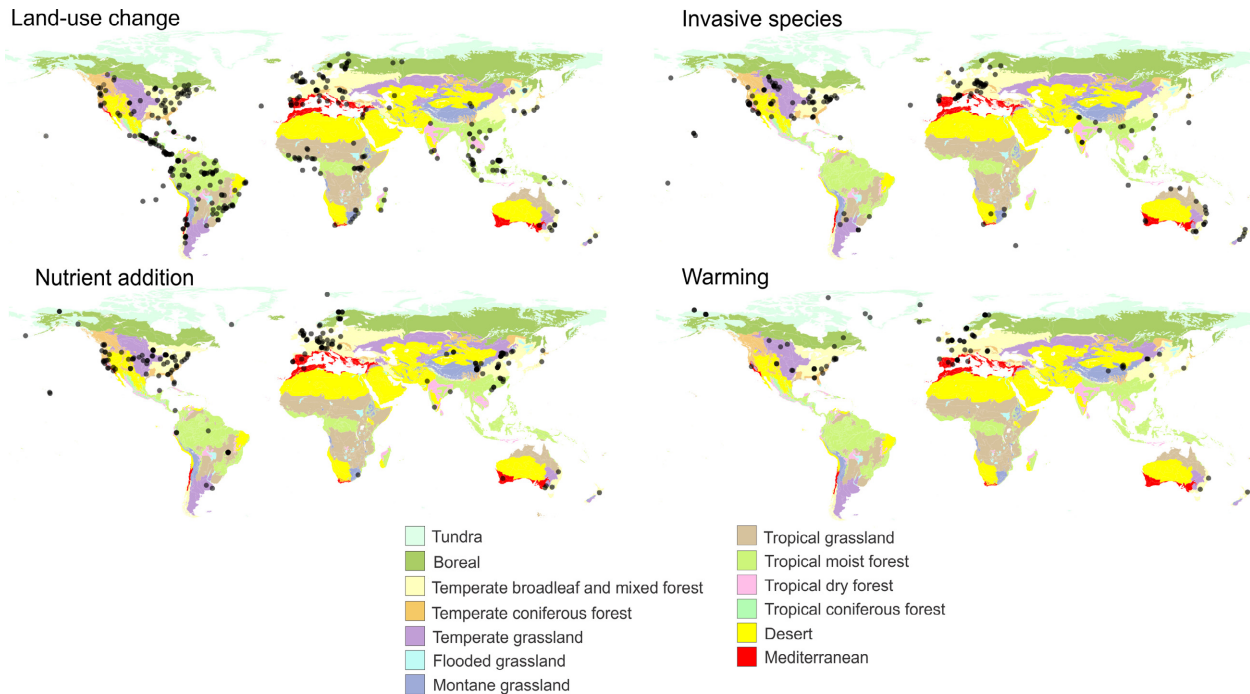 Land-use change
Invasive species
Nutrient addition
Warming
Tundra
Boreal
Temperate broadleaf and mixed forest
Temperate coniferous forest
Temperate grassland
Flooded grassland
Montane grassland
Tropical grassland
Tropical moist forest
Tropical dry forest
Tropical coniferous forest
Desert
Mediterranean